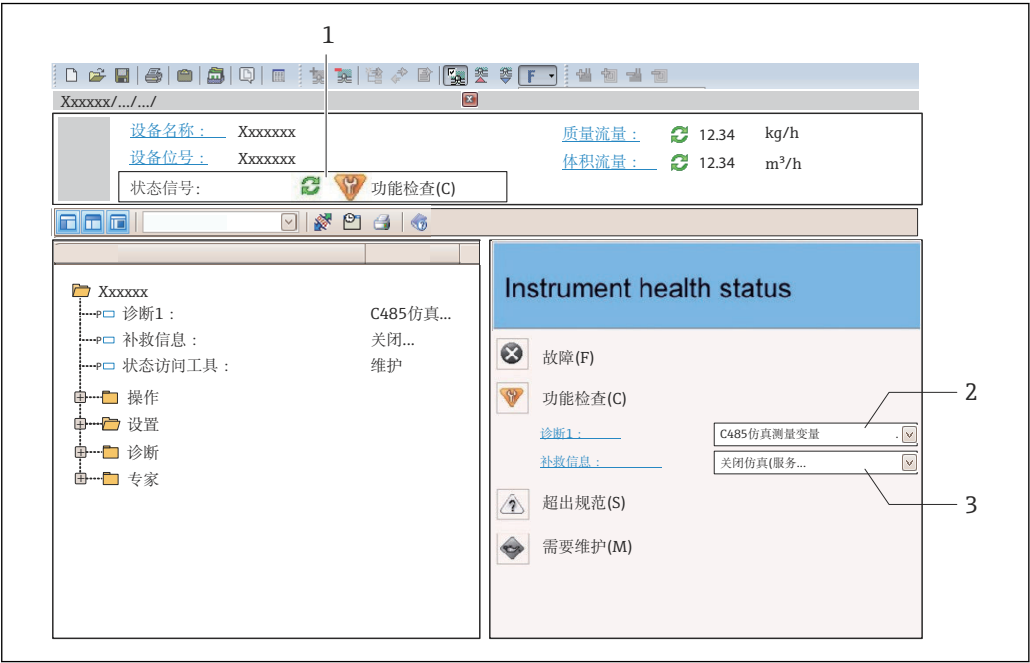 1
F
Xxxxxx/.../.../
设备名称： Xxxxxxx
质量流量： 12.34 kg/h
设备位号： Xxxxxxx
体积流量： 12.34 m³/h
状态信号: 功能检查(C)
Instrument health status
Xxxxxx
诊断1： C485仿真...
补救信息： 关闭...
状态访问工具： 维护
操作
设置
诊断
专家
故障(F)
功能检查(C)
2
诊断1： C485仿真测量变量 .
补救信息： 关闭仿真(服务...
超出规范(S)
3
需要维护(M)